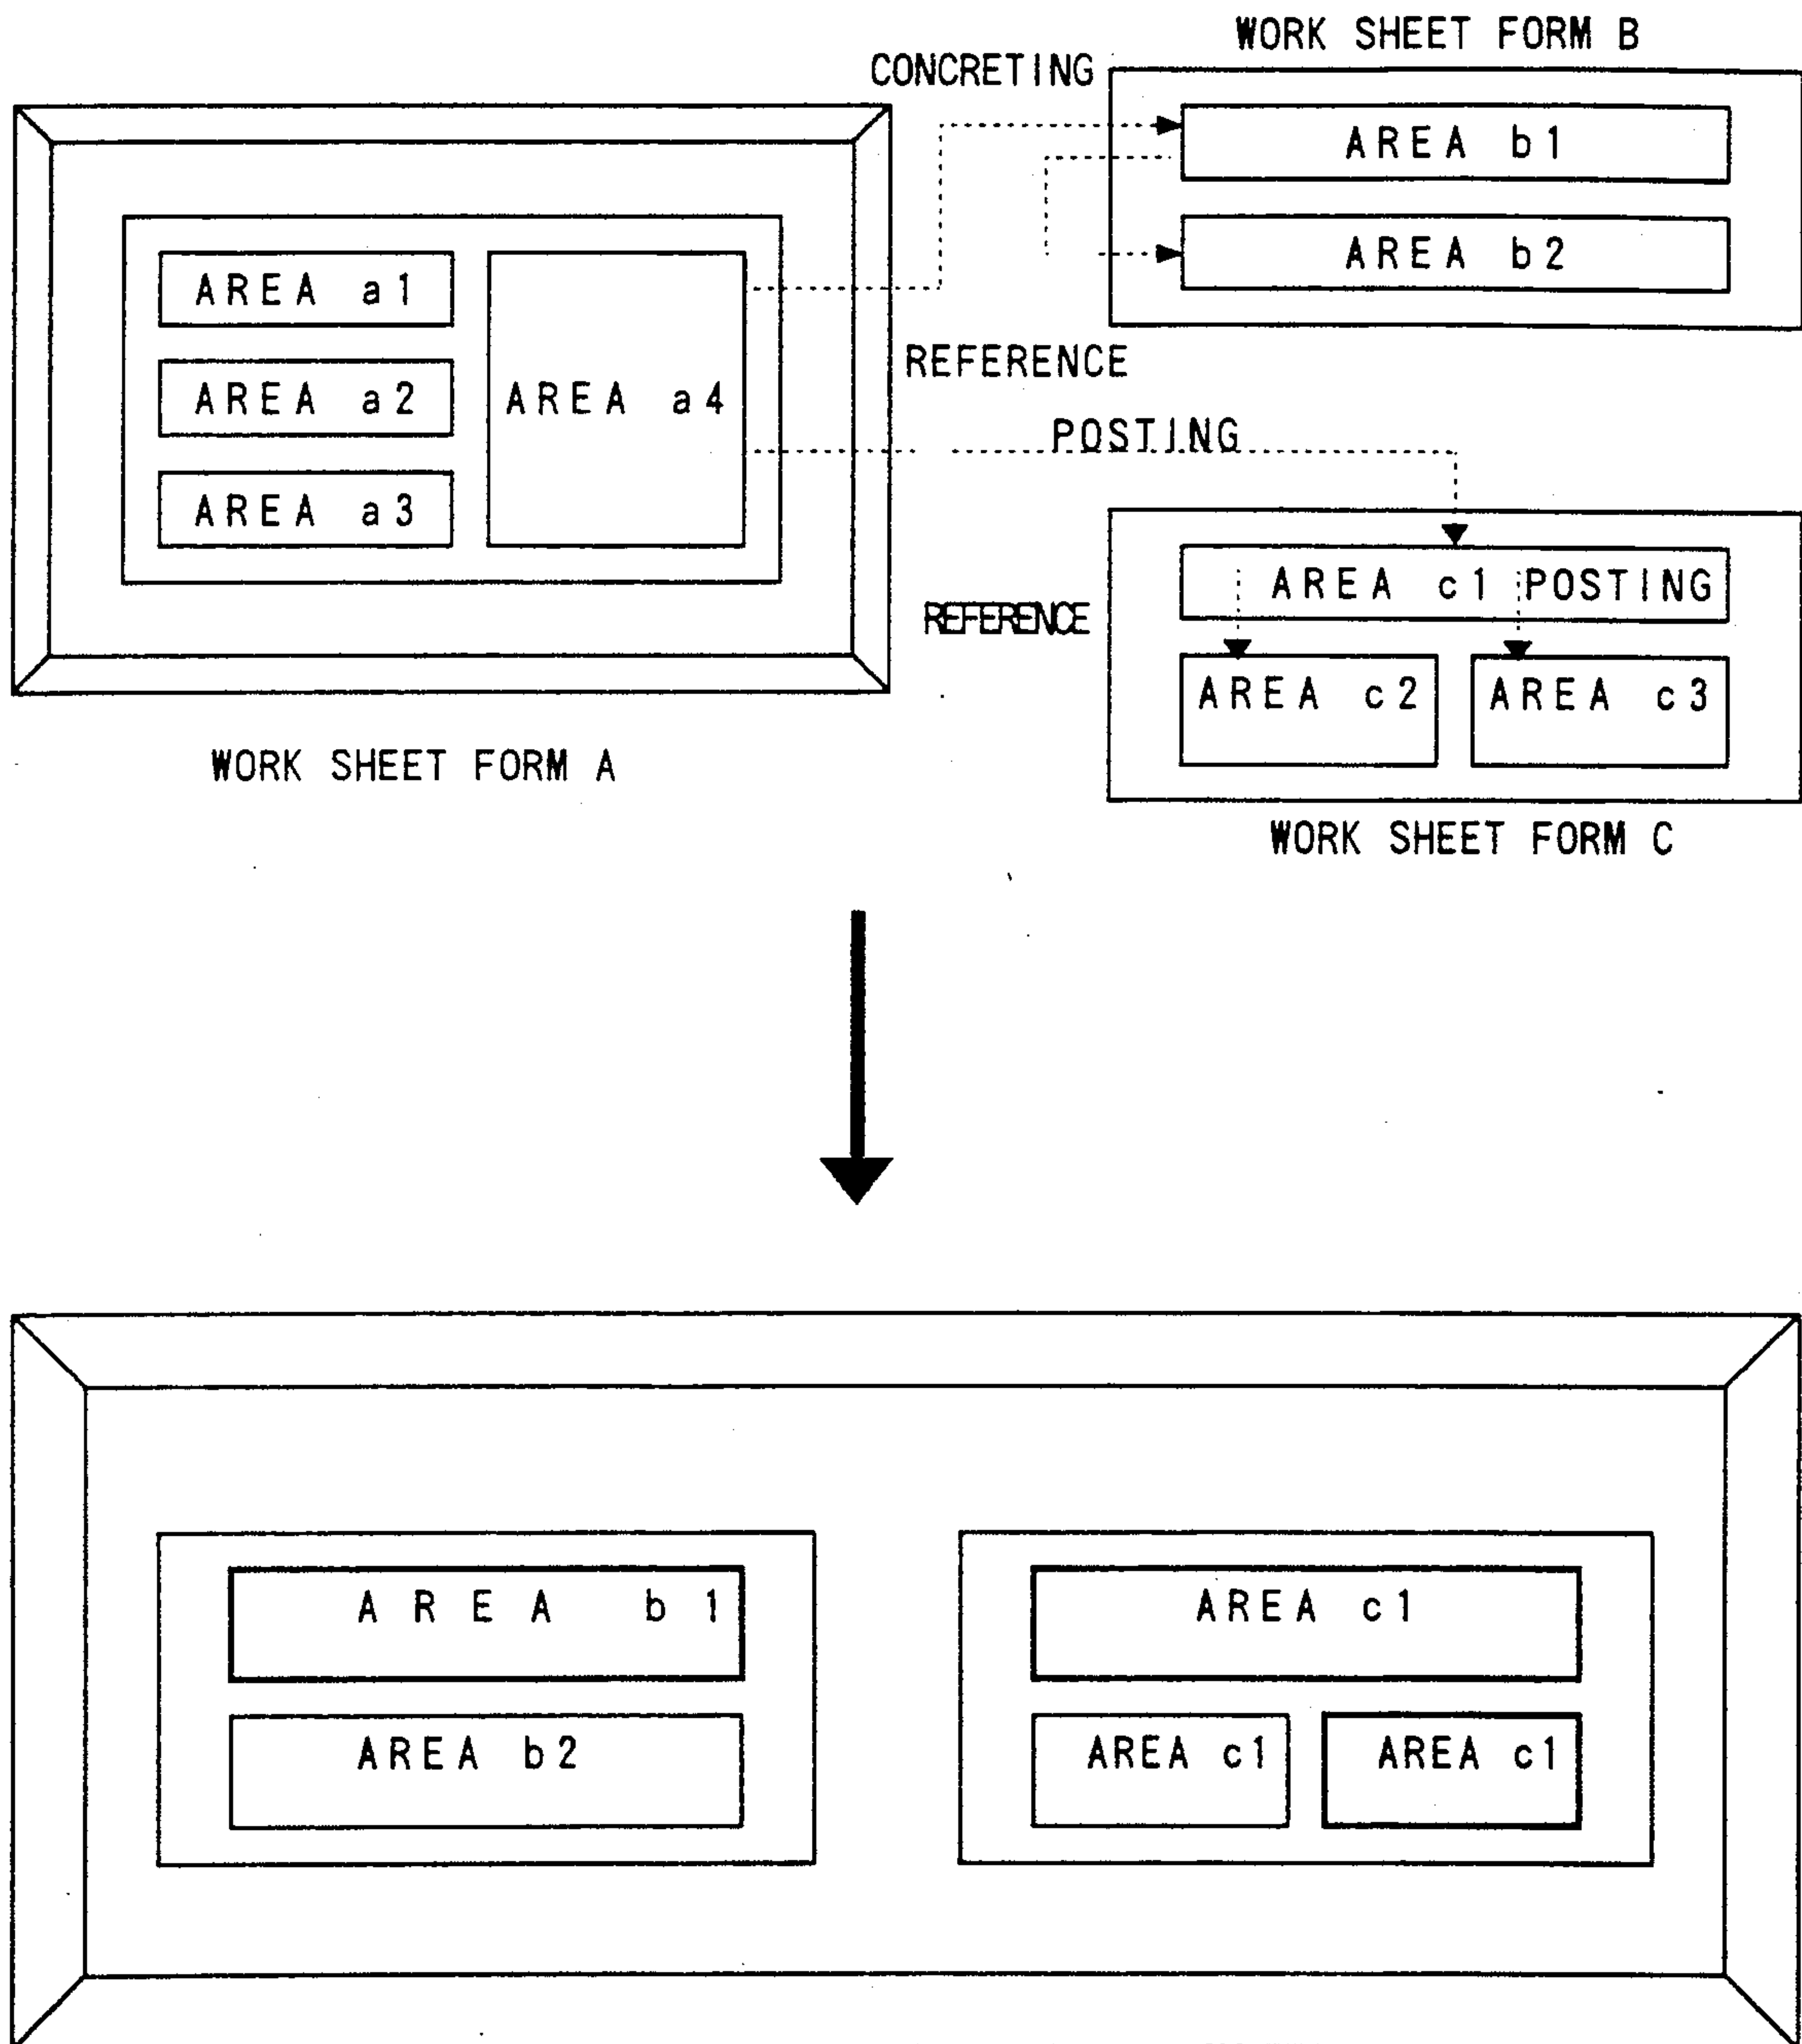 WORK SHEET FORM B
CONCRETING
AREA b1
AREA b2
AREA a1
AREA a2
AREA a3
AREA a4
REFERENCE
POSTING
AREA c1 POSTING
REFERENCE
AREA c2
AREA c3
WORK SHEET FORM A
WORK SHEET FORM C
AREA b1
AREA b2
AREA c1
AREA c1
AREA c1